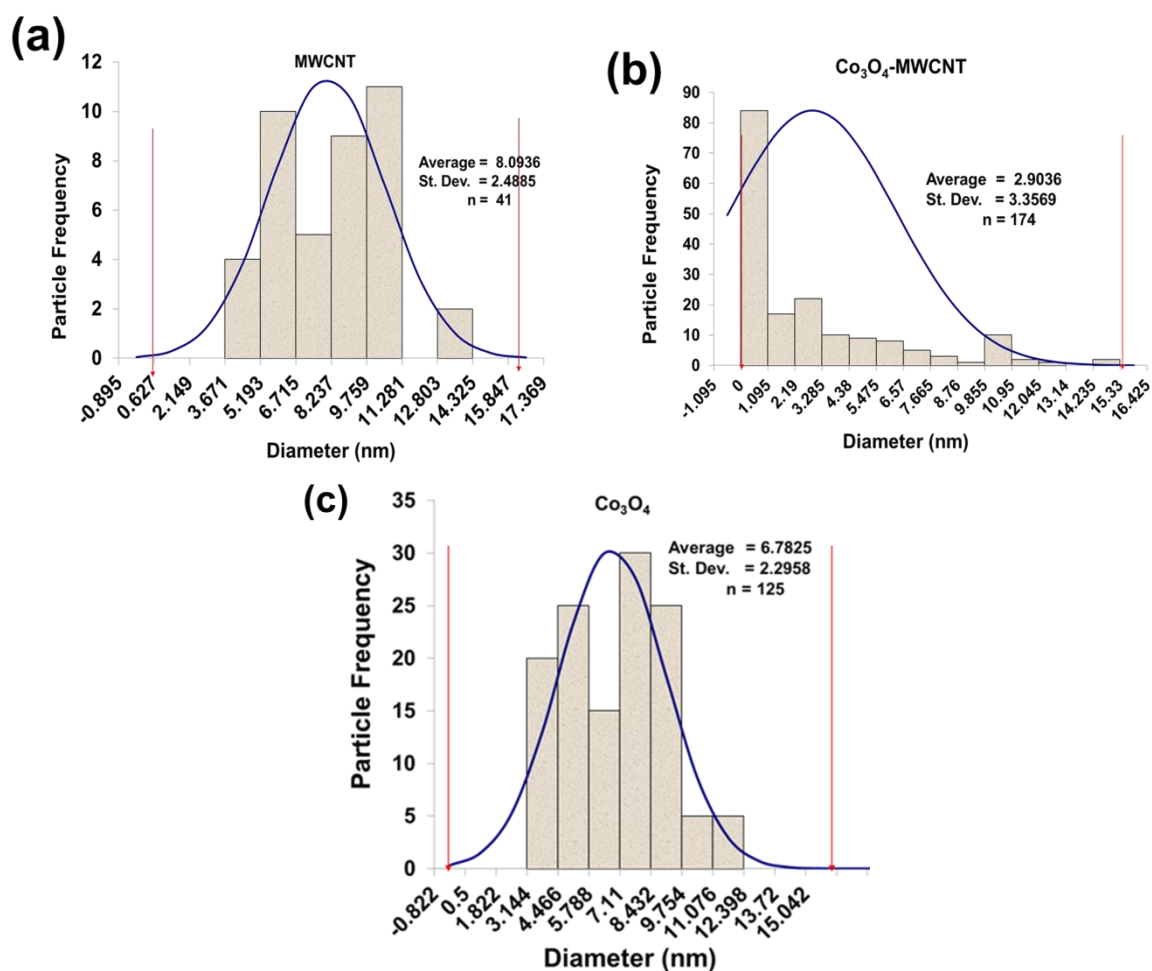 (a)
MWCNT
12
10
8
6
4
2
0
Particle Frequency
Average = 8.0936
St. Dev. = 2.4885
n = 41
-0.895 0.627 2.149 3.671 5.193 6.715 8.237 9.759 11.281 12.803 14.325 15.847 17.369
Diameter (nm)
(b)
Co₃O₄-MWCNT
90
80
70
60
50
40
30
20
10
0
Particle Frequency
Average = 2.9036
St. Dev. = 3.3569
n = 174
-1.095 0 1.095 2.19 3.285 4.38 5.475 6.57 7.665 8.76 9.855 10.95 12.045 13.14 14.235 15.33 16.425
Diameter (nm)
(c)
Co₃O₄
35
30
25
20
15
10
5
0
Particle Frequency
Average = 6.7825
St. Dev. = 2.2958
n = 125
-0.822 0.5 1.822 3.144 4.466 5.788 7.11 8.432 9.754 11.076 12.398 13.72 15.042
Diameter (nm)